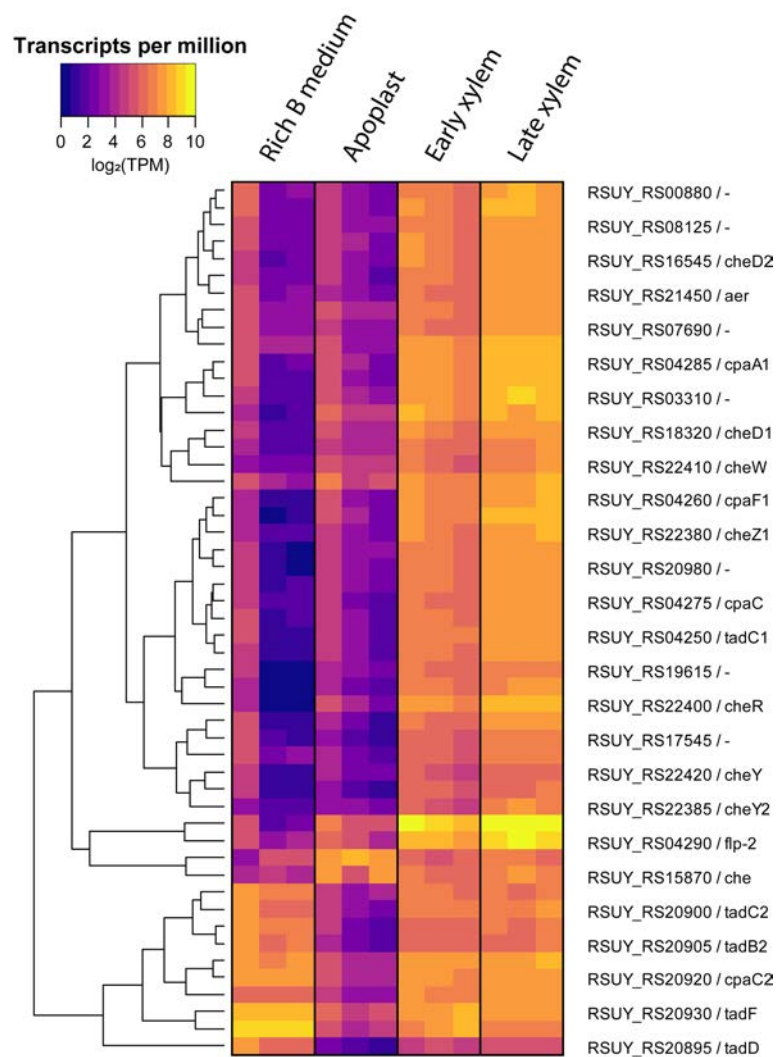 Transcripts per million
0 2 4 6 8 10
log₂(TPM)
Rich B medium
Apoplast
Early xylem
Late xylem
RSUY_RS00880 / -
RSUY_RS08125 / -
RSUY_RS16545 / cheD2
RSUY_RS21450 / aer
RSUY_RS07690 / -
RSUY_RS04285 / cpaA1
RSUY_RS03310 / -
RSUY_RS18320 / cheD1
RSUY_RS22410 / cheW
RSUY_RS04260 / cpaF1
RSUY_RS22380 / cheZ1
RSUY_RS20980 / -
RSUY_RS04275 / cpaC
RSUY_RS04250 / tadC1
RSUY_RS19615 / -
RSUY_RS22400 / cheR
RSUY_RS17545 / -
RSUY_RS22420 / cheY
RSUY_RS22385 / cheY2
RSUY_RS04290 / flp-2
RSUY_RS15870 / che
RSUY_RS20900 / tadC2
RSUY_RS20905 / tadB2
RSUY_RS20920 / cpaC2
RSUY_RS20930 / tadF
RSUY_RS20895 / tadD